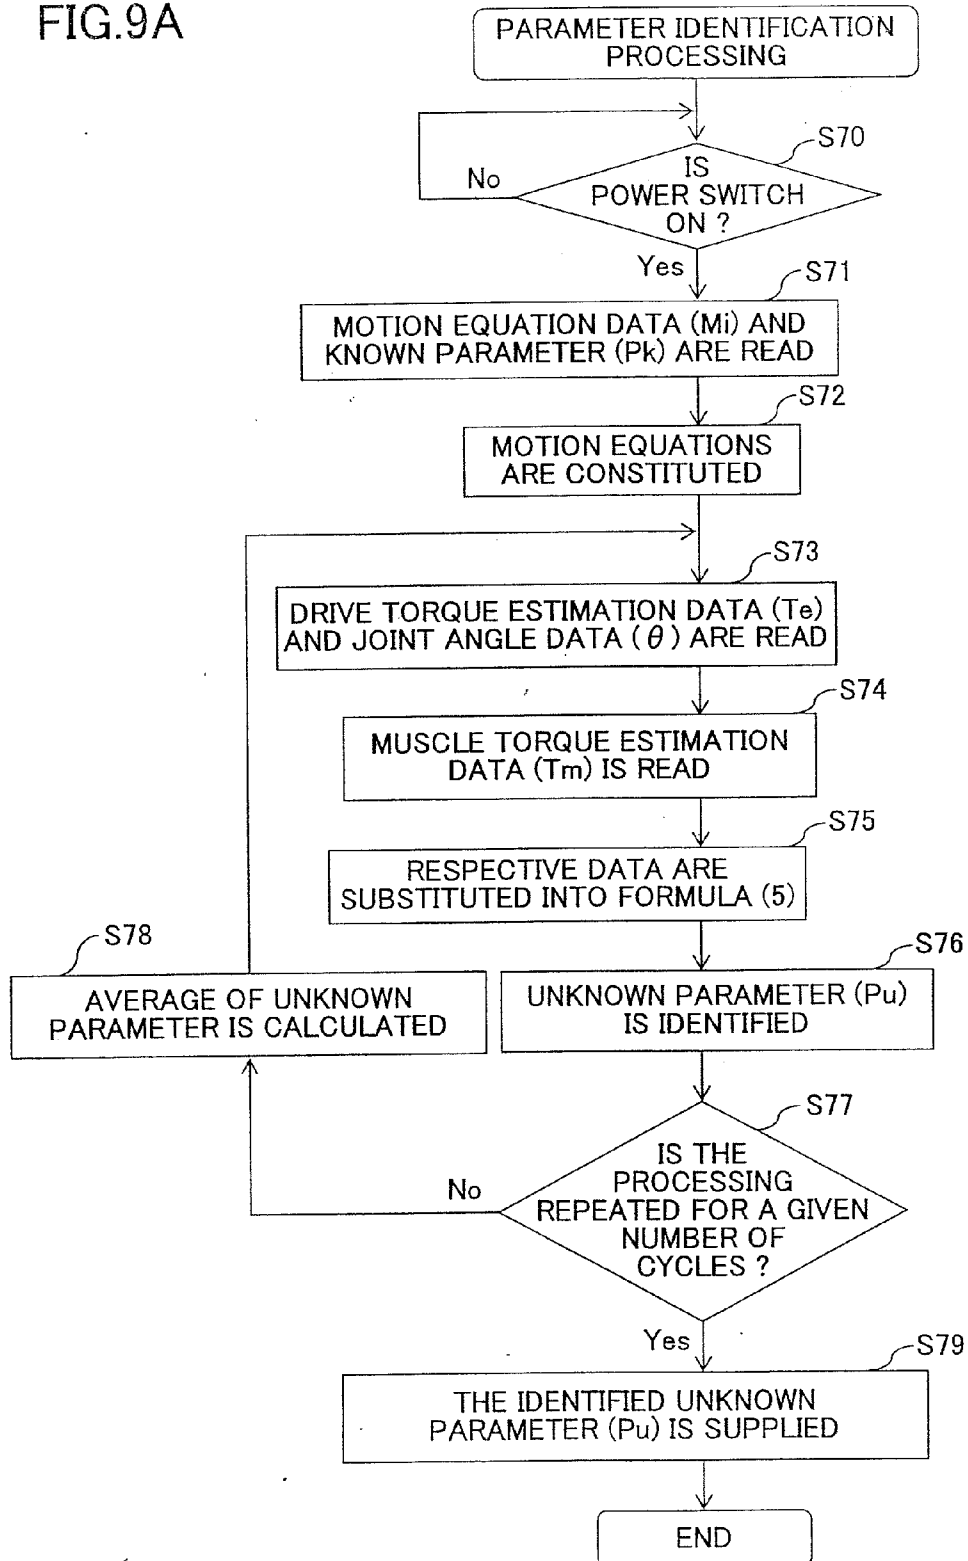 FIG.9A
PARAMETER IDENTIFICATION
PROCESSING
S70
IS
POWER SWITCH
ON ?
No
Yes
S71
MOTION EQUATION DATA (Mi) AND
KNOWN PARAMETER (Pk) ARE READ
S72
MOTION EQUATIONS
ARE CONSTITUTED
S73
DRIVE TORQUE ESTIMATION DATA (Te)
AND JOINT ANGLE DATA ( θ ) ARE READ
S74
MUSCLE TORQUE ESTIMATION
DATA (Tm) IS READ
S75
RESPECTIVE DATA ARE
SUBSTITUTED INTO FORMULA (5)
S78
AVERAGE OF UNKNOWN
PARAMETER IS CALCULATED
S76
UNKNOWN PARAMETER (Pu)
IS IDENTIFIED
S77
IS THE
PROCESSING
REPEATED FOR A GIVEN
NUMBER OF
CYCLES ?
No
Yes
S79
THE IDENTIFIED UNKNOWN
PARAMETER (Pu) IS SUPPLIED
END